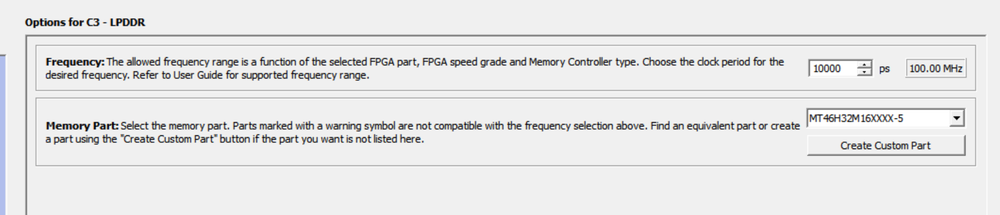 Options for C3 - LPDDR
Frequency: The allowed frequency range is a function of the selected FPGA part, FPGA speed grade and Memory Controller type. Choose the clock period for the
desired frequency. Refer to User Guide for supported frequency range.
10000 ps 100.00 MHz
Memory Part: Select the memory part. Parts marked with a warning symbol are not compatible with the frequency selection above. Find an equivalent part or create
a part using the "Create Custom Part" button if the part you want is not listed here.
MT46H32M16XXXX-5
Create Custom Part